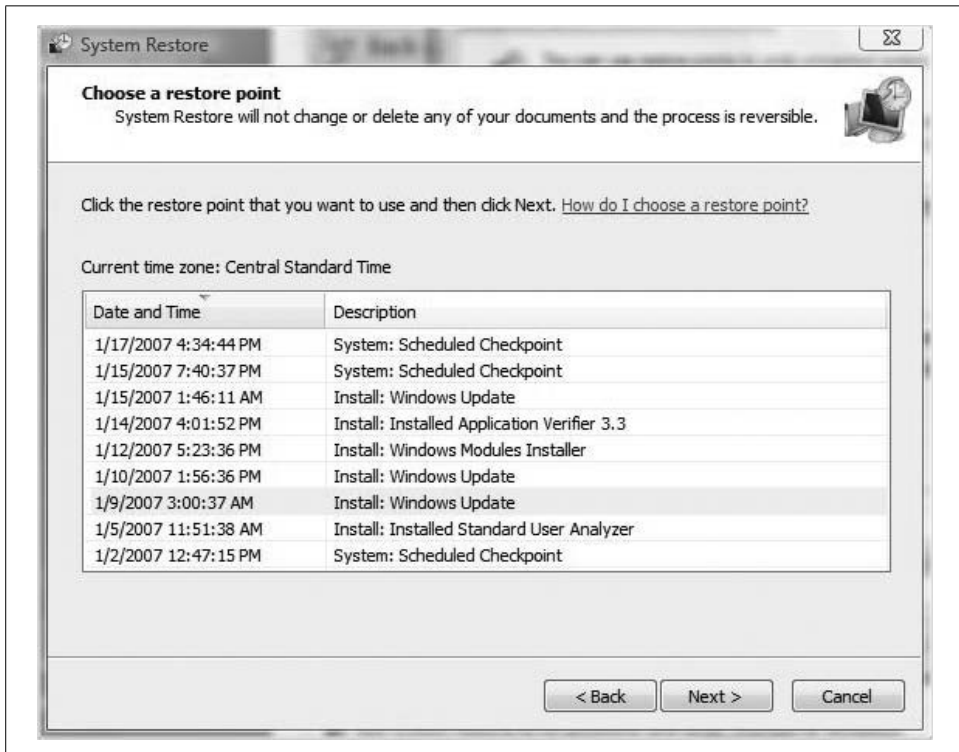 System Restore
Choose a restore point
System Restore will not change or delete any of your documents and the process is reversible.
Click the restore point that you want to use and then click Next. How do I choose a restore point?
Current time zone: Central Standard Time
Date and Time Description
1/17/2007 4:34:44 PM System: Scheduled Checkpoint
1/15/2007 7:40:37 PM System: Scheduled Checkpoint
1/15/2007 1:46:11 AM Install: Windows Update
1/14/2007 4:01:52 PM Install: Installed Application Verifier 3.3
1/12/2007 5:23:36 PM Install: Windows Modules Installer
1/10/2007 1:56:36 PM Install: Windows Update
1/9/2007 3:00:37 AM Install: Windows Update
1/5/2007 11:51:38 AM Install: Installed Standard User Analyzer
1/2/2007 12:47:15 PM System: Scheduled Checkpoint
< Back Next > Cancel